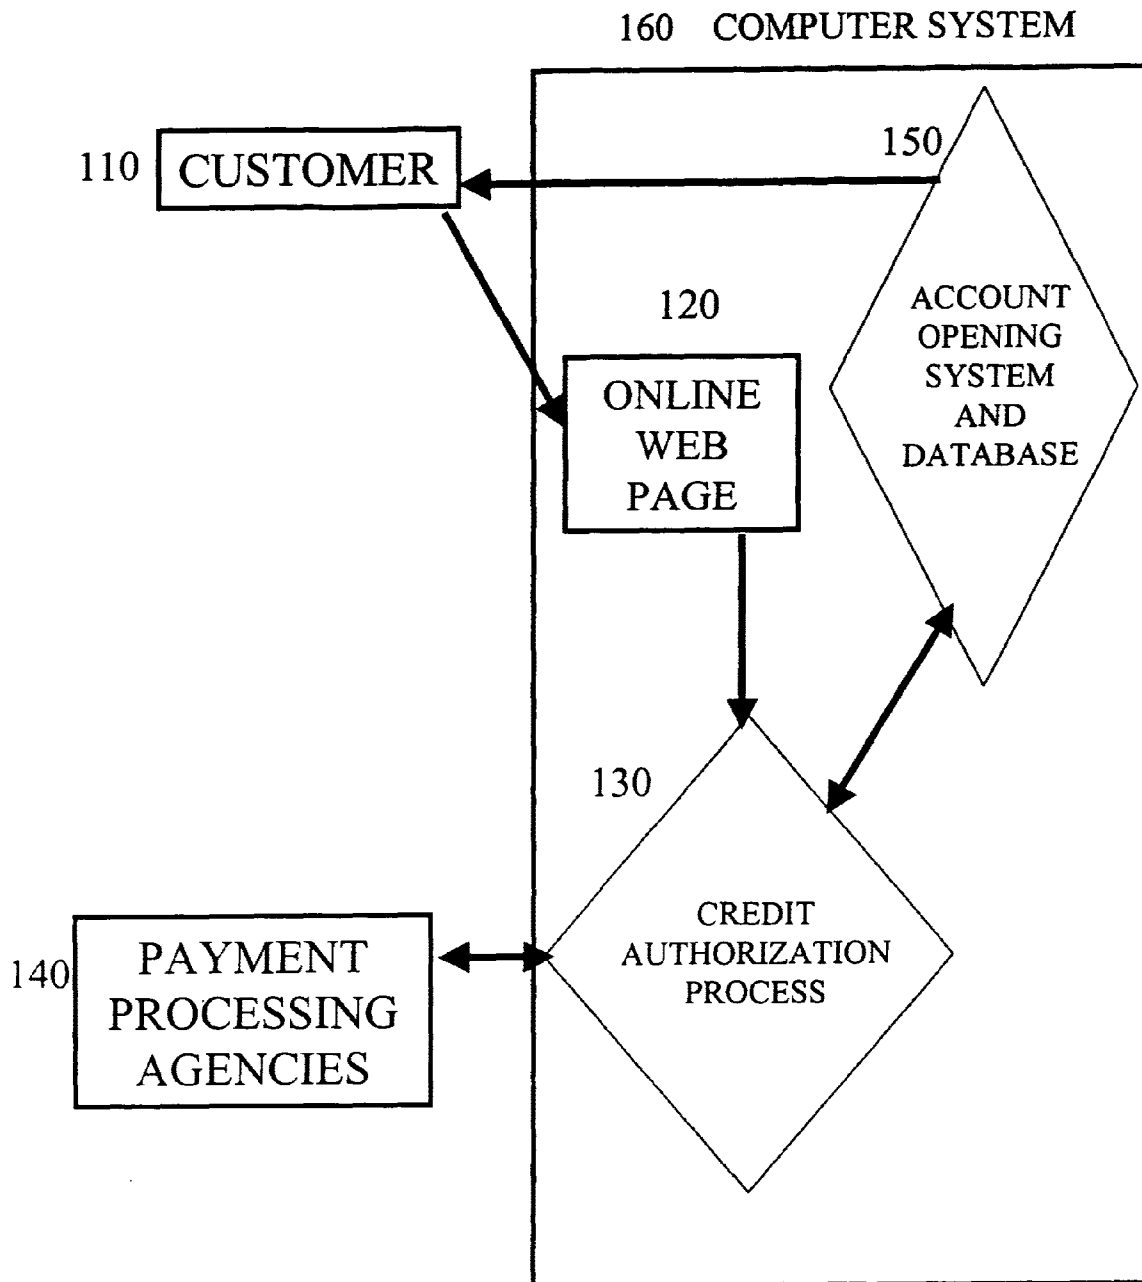 160 COMPUTER SYSTEM
110
CUSTOMER
150
120
ACCOUNT
OPENING
SYSTEM
AND
DATABASE
ONLINE
WEB
PAGE
130
CREDIT
AUTHORIZATION
PROCESS
140
PAYMENT
PROCESSING
AGENCIES